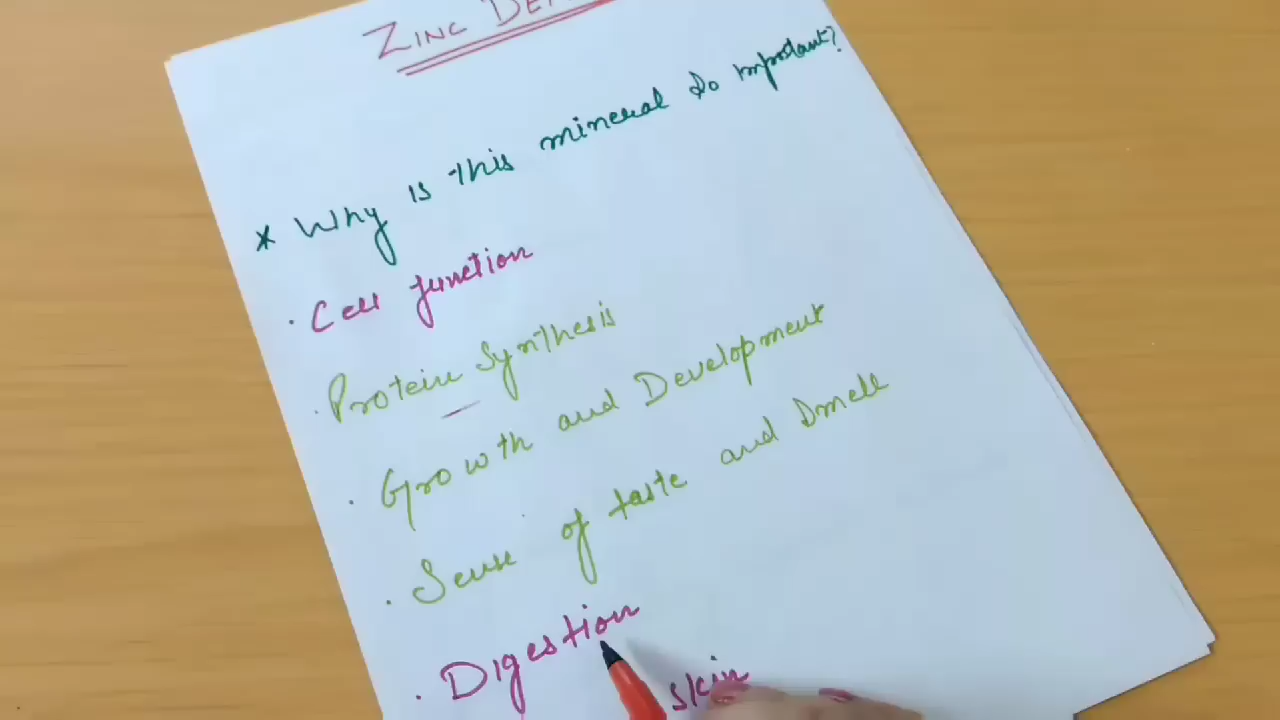 ZINC
* Why is this mineral so important?
. Cell function
. Protein Synthesis
. Growth and Development
. Sense of taste and Smell
. Digestion
skin